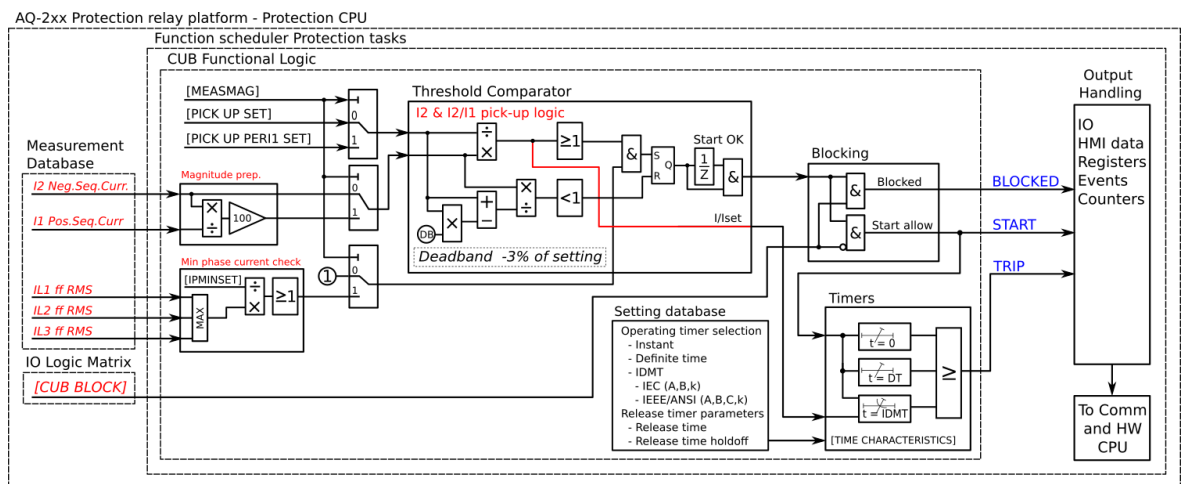 AQ-2xx Protection relay platform - Protection CPU
Function scheduler Protection tasks
CUB Functional Logic
Measurement
Database
I2 Neg.Seq.Curr.
I1 Pos.Seq.Curr
IL1 ff RMS
IL2 ff RMS
IL3 ff RMS
IO Logic Matrix
[CUB BLOCK]
[MEASMAG]
[PICK UP SET]
[PICK UP PERI1 SET]
0
1
Magnitude prep.
×
÷
100
0
1
Min phase current check
[IPMINSET]
MAX
÷
×
≥1
1
0
1
Threshold Comparator
I2 & I2/I1 pick-up logic
÷
×
≥1
&
S
R
Q
Start OK
1
Z
&
DB
×
+
−
×
÷
<1
I/Iset
Deadband -3% of setting
Blocking
&
Blocked
&
Start allow
BLOCKED
START
TRIP
Setting database
Operating timer selection
- Instant
- Definite time
- IDMT
- IEC (A,B,k)
- IEEE/ANSI (A,B,C,k)
Release timer parameters
- Release time
- Release time holdoff
Timers
t = 0
t = DT
t = IDMT
≥
[TIME CHARACTERISTICS]
Output
Handling
IO
HMI data
Registers
Events
Counters
To Comm
and HW
CPU